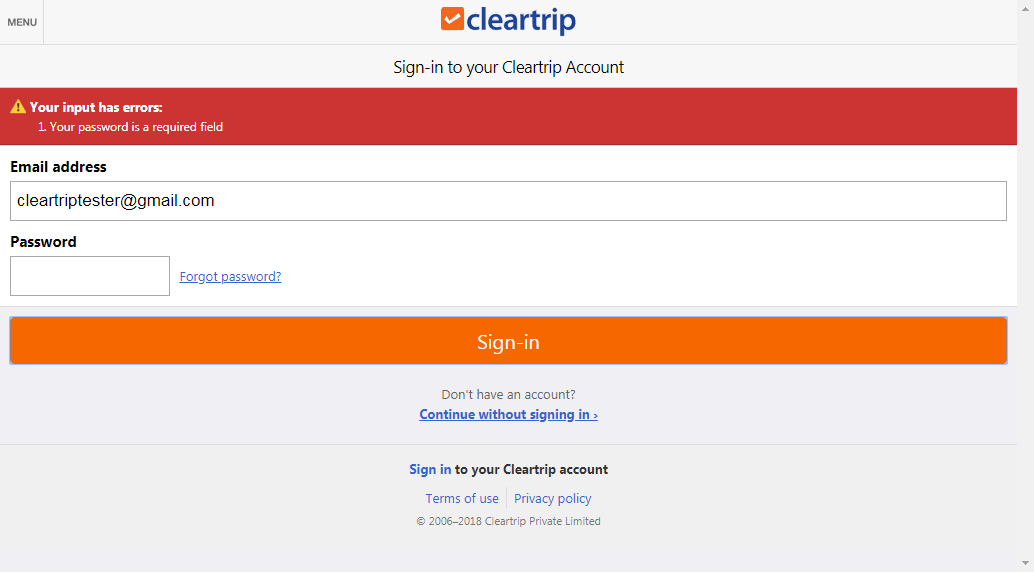 MENU
cleartrip
Sign-in to your Cleartrip Account
Your input has errors:
1. Your password is a required field
Email address
cleartriptester@gmail.com
Password
Forgot password?
Sign-in
Don't have an account?
Continue without signing in ›
Sign in to your Cleartrip account
Terms of use Privacy policy
© 2006–2018 Cleartrip Private Limited